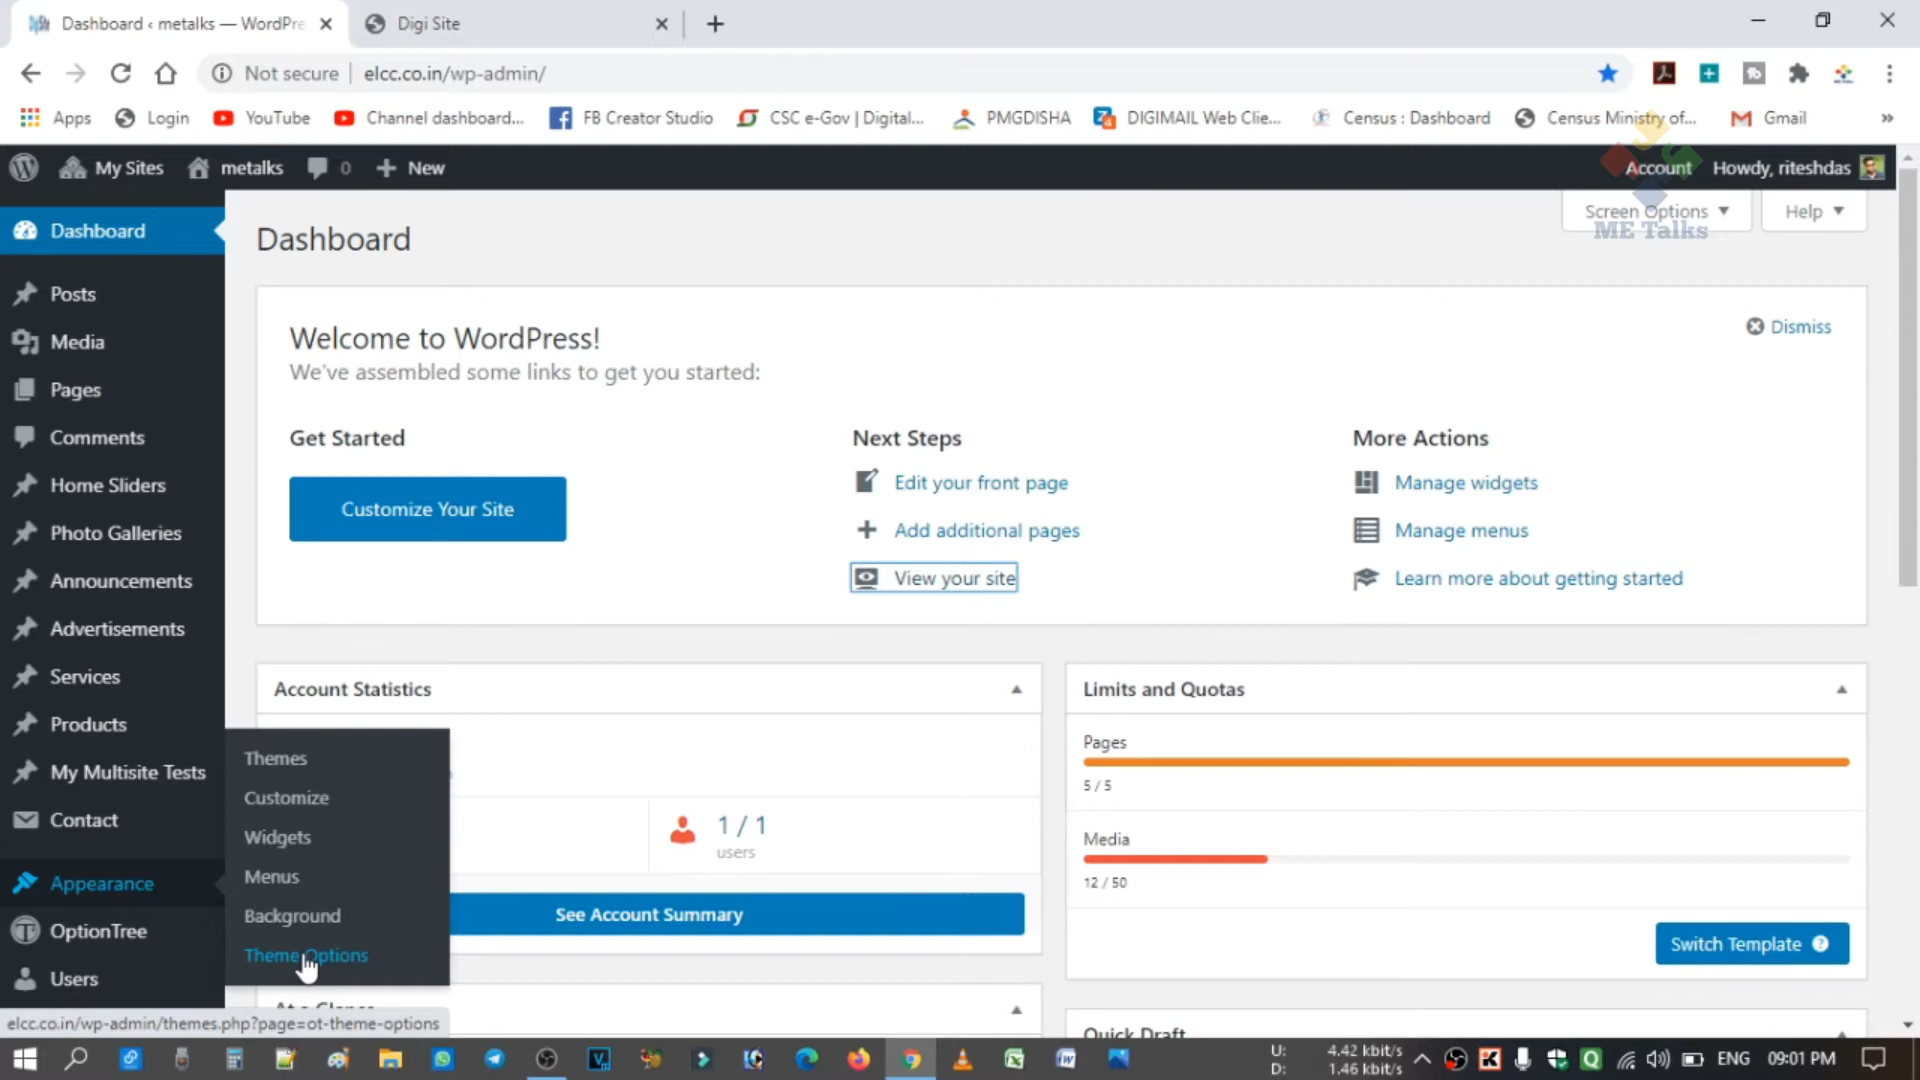 Dashboard ‹ metalks — WordPre
Digi Site
Not secure
elcc.co.in/wp-admin/
Apps
Login
YouTube
Channel dashboard...
FB Creator Studio
CSC e-Gov | Digital...
PMGDISHA
DIGIMAIL Web Clie...
Census : Dashboard
Census Ministry of...
Gmail
»
My Sites
metalks
0
New
Account
Howdy, riteshdas
Screen Options
Help
ME Talks
Dashboard
Posts
Media
Pages
Comments
Home Sliders
Photo Galleries
Announcements
Advertisements
Services
Products
My Multisite Tests
Contact
Appearance
OptionTree
Users
Themes
Customize
Widgets
Menus
Background
Theme Options
Dashboard
Welcome to WordPress!
We've assembled some links to get you started:
Dismiss
Get Started
Customize Your Site
Next Steps
Edit your front page
Add additional pages
View your site
More Actions
Manage widgets
Manage menus
Learn more about getting started
Account Statistics
1 / 1
users
See Account Summary
Limits and Quotas
Pages
5 / 5
Media
12 / 50
Switch Template
At a Glance
Quick Draft
elcc.co.in/wp-admin/themes.php?page=ot-theme-options
U: 4.42 kbit/s
D: 1.46 kbit/s
ENG
09:01 PM